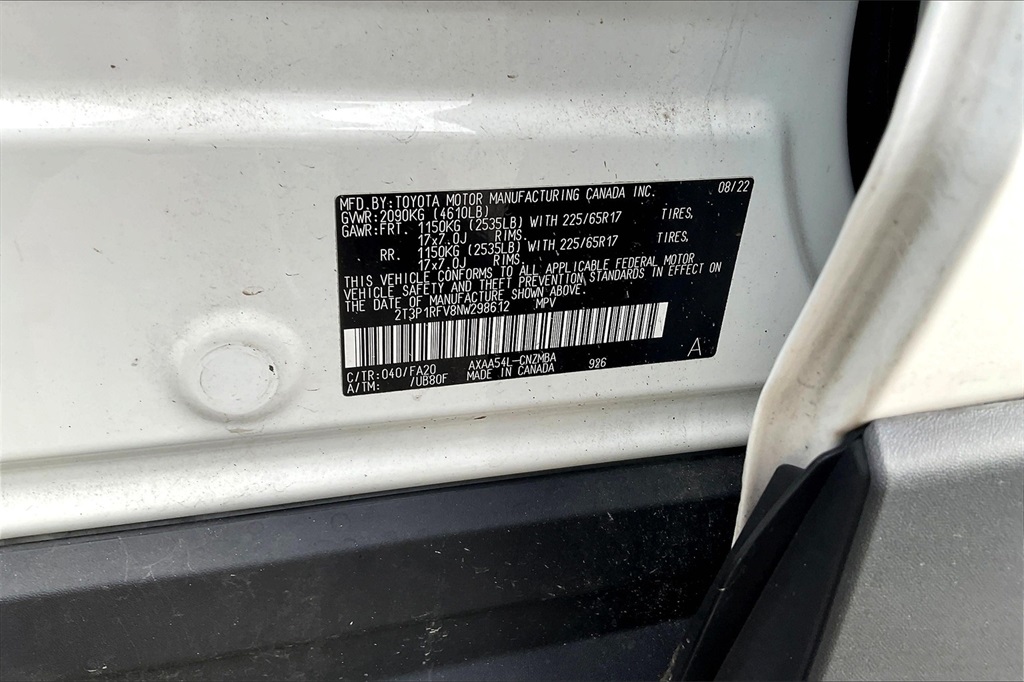 MFD.BY:TOYOTA MOTOR MANUFACTURING CANADA INC. 08/22
GVWR:2090KG (4610LB)
GAWR:FRT. 1150KG (2535LB) WITH 225/65R17 TIRES,
17x7.0J RIMS.
RR. 1150KG (2535LB) WITH 225/65R17 TIRES,
17x7.0J RIMS.
THIS VEHICLE CONFORMS TO ALL APPLICABLE FEDERAL MOTOR
VEHICLE SAFETY AND THEFT PREVENTION STANDARDS IN EFFECT ON
THE DATE OF MANUFACTURE SHOWN ABOVE.
2T3P1RFV8NW298612 MPV
C/TR:040/FA20 AXAA54L-CNZMBA 926 A
A/TM: /UB80F MADE IN CANADA